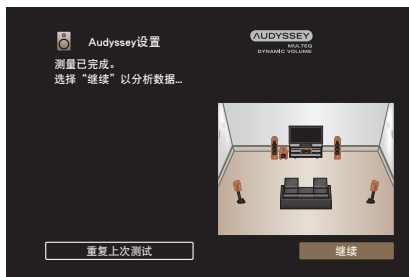 Audyssey设置
AUDYSSEY
MULTEQ
DYNAMIC VOLUME
测量已完成。
选择“继续”以分析数据...
重复上次测试
继续